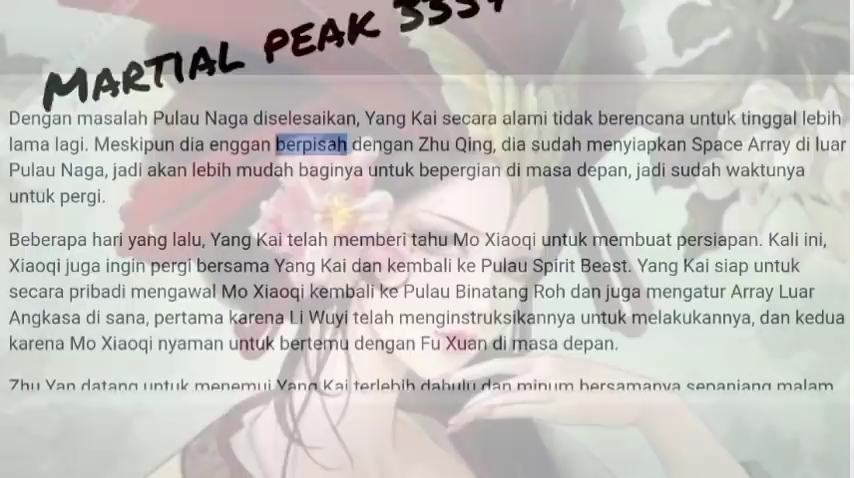 MARTIAL PEAK 3357
Dengan masalah Pulau Naga diselesaikan, Yang Kai secara alami tidak berencana untuk tinggal lebih
lama lagi. Meskipun dia enggan berpisah dengan Zhu Qing, dia sudah menyiapkan Space Array di luar
Pulau Naga, jadi akan lebih mudah baginya untuk bepergian di masa depan, jadi sudah waktunya
untuk pergi.
Beberapa hari yang lalu, Yang Kai telah memberi tahu Mo Xiaoqi untuk membuat persiapan. Kali ini,
Xiaoqi juga ingin pergi bersama Yang Kai dan kembali ke Pulau Spirit Beast. Yang Kai siap untuk
secara pribadi mengawal Mo Xiaoqi kembali ke Pulau Binatang Roh dan juga mengatur Array Luar
Angkasa di sana, pertama karena Li Wuyi telah menginstruksikannya untuk melakukannya, dan kedua
karena Mo Xiaoqi nyaman untuk bertemu dengan Fu Xuan di masa depan.
Zhu Yan datang untuk menemui Yang Kai terlebih dahulu dan minum bersamanya sepanjang malam